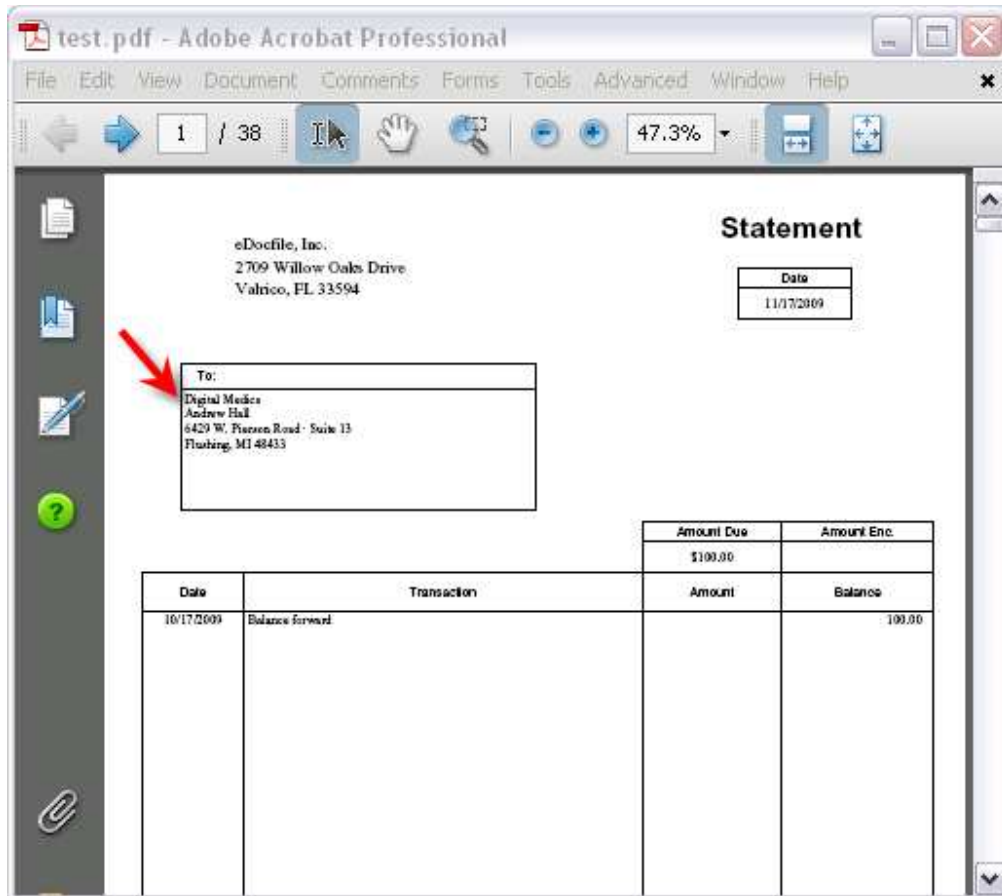 test.pdf - Adobe Acrobat Professional
File Edit View Document Comments Forms Tools Advanced Window Help
1 / 38 47.3%
Statement
eDocfile, Inc.
2709 Willow Oaks Drive
Valrico, FL 33594
Date
11/17/2009
To:
Digital Medics
Andrew Hall
6429 W. Pierson Road - Suite 13
Flushing, MI 48433
Amount Due Amount Enc.
$100.00
Date Transaction Amount Balance
10/17/2009 Balance forward 100.00